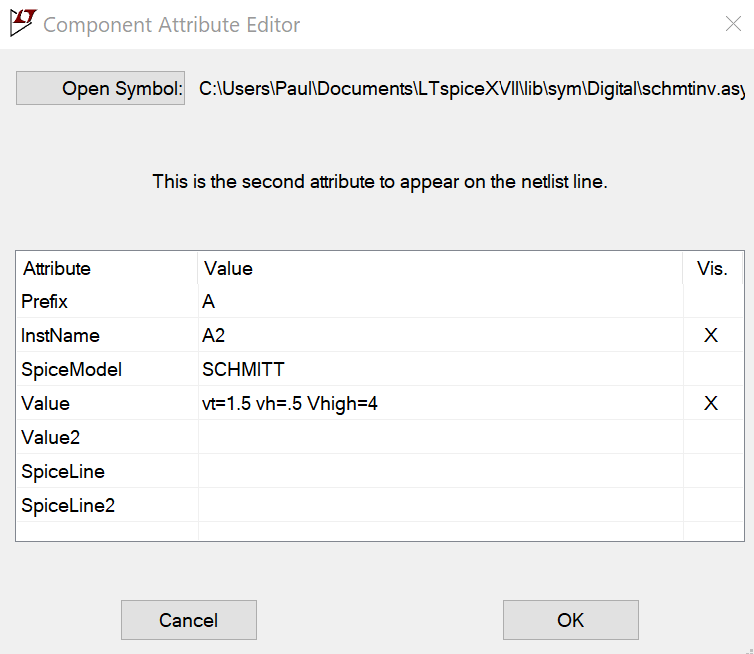 Component Attribute Editor
Open Symbol: C:\Users\Paul\Documents\LTspiceXVII\lib\sym\Digital\schmtinv.asy
This is the second attribute to appear on the netlist line.
Attribute Value Vis.
Prefix A
InstName A2 X
SpiceModel SCHMITT
Value vt=1.5 vh=.5 Vhigh=4 X
Value2
SpiceLine
SpiceLine2
Cancel OK